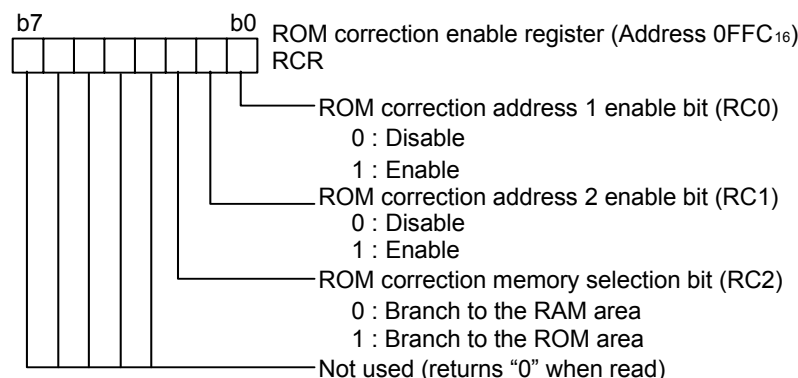 b7 b0
ROM correction enable register (Address 0FFC₁₆)
RCR
ROM correction address 1 enable bit (RC0)
0 : Disable
1 : Enable
ROM correction address 2 enable bit (RC1)
0 : Disable
1 : Enable
ROM correction memory selection bit (RC2)
0 : Branch to the RAM area
1 : Branch to the ROM area
Not used (returns “0” when read)